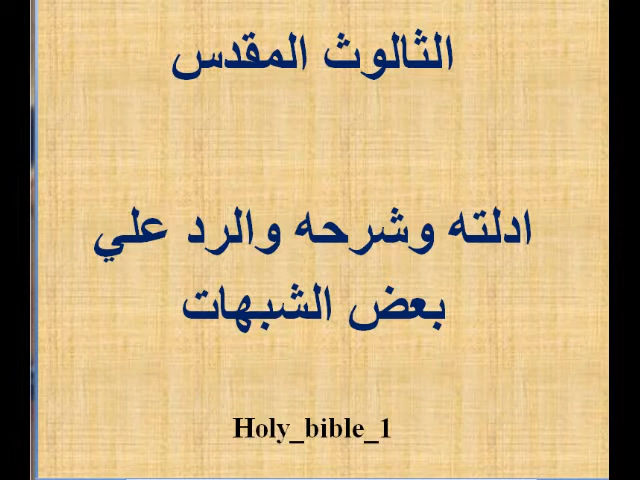 الثالوث المقدس
ادلته وشرحه والرد علي
بعض الشبهات
Holy_bible_1